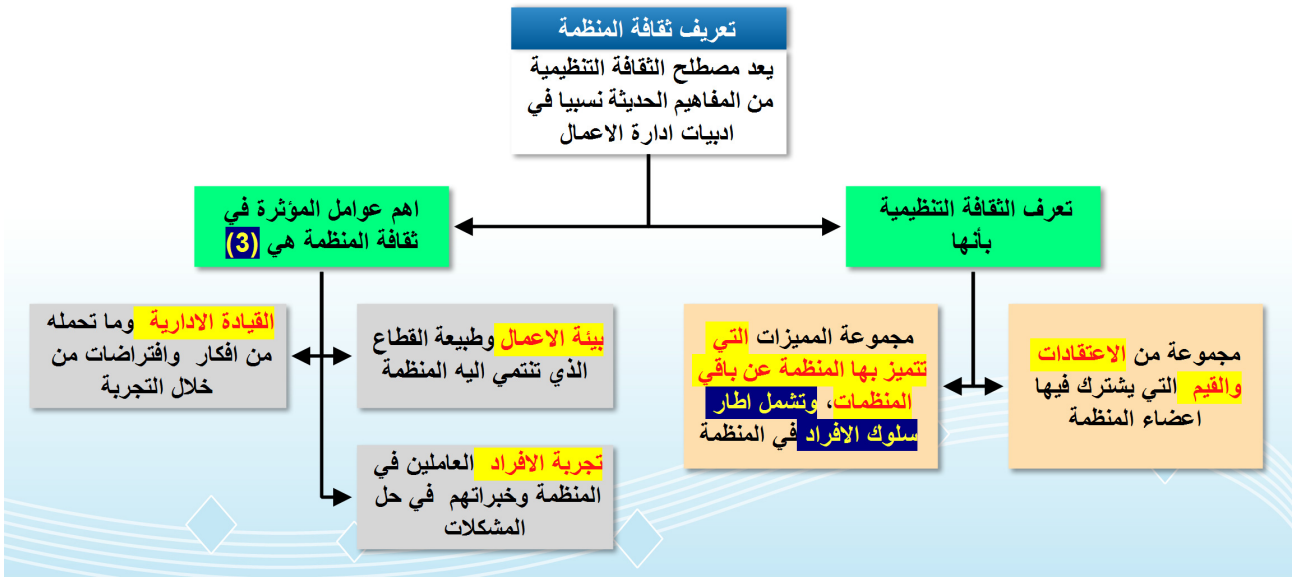 تعريف ثقافة المنظمة
يعد مصطلح الثقافة التنظيمية
من المفاهيم الحديثة نسبيا في
ادبيات ادارة الاعمال
تعرف الثقافة التنظيمية
بأنها
اهم عوامل المؤثرة في
ثقافة المنظمة هي (3)
مجموعة من الاعتقادات
والقيم التي يشترك فيها
اعضاء المنظمة
مجموعة المميزات التي
تتميز بها المنظمة عن باقي
المنظمات، وتشمل اطار
سلوك الافراد في المنظمة
بيئة الاعمال وطبيعة القطاع
الذي تنتمي اليه المنظمة
القيادة الادارية وما تحمله
من افكار وافتراضات من
خلال التجربة
تجربة الافراد العاملين في
المنظمة وخبراتهم في حل
المشكلات